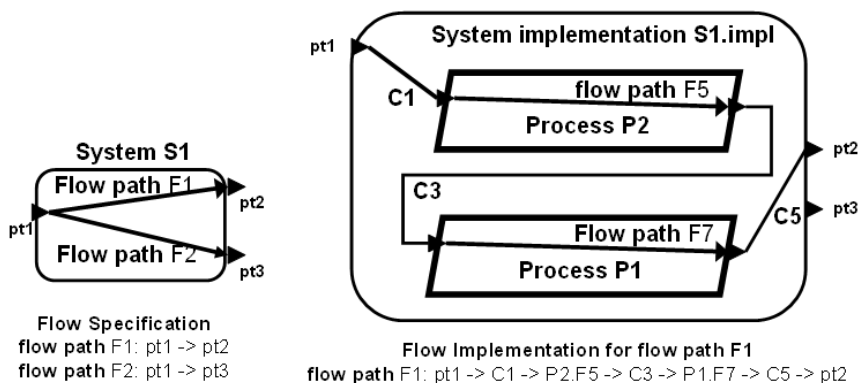 System S1
Flow path F1
pt1
pt2
Flow path F2
pt3
Flow Specification
flow path F1: pt1 -> pt2
flow path F2: pt1 -> pt3
System implementation S1.impl
pt1
C1
flow path F5
Process P2
pt2
C3
pt3
C5
Flow path F7
Process P1
Flow Implementation for flow path F1
flow path F1: pt1 -> C1 -> P2.F5 -> C3 -> P1.F7 -> C5 -> pt2